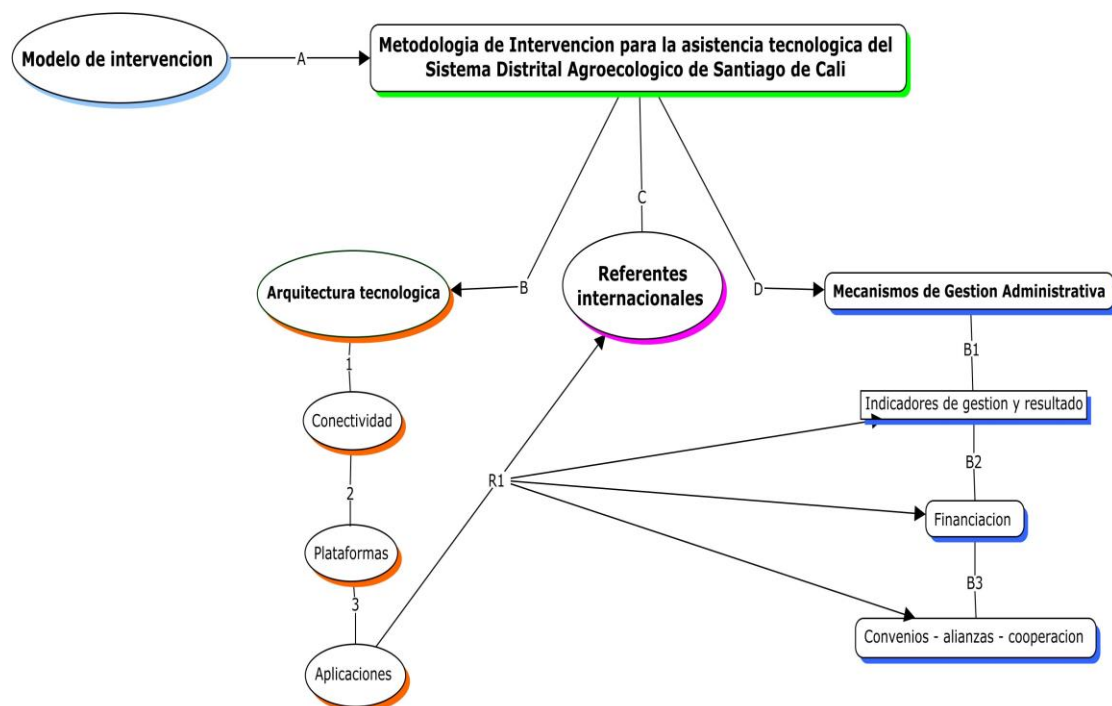 Modelo de intervencion
A
Metodologia de Intervencion para la asistencia tecnologica del
Sistema Distrital Agroecologico de Santiago de Cali
C
B
D
Arquitectura tecnologica
Referentes
internacionales
Mecanismos de Gestion Administrativa
1
B1
Conectividad
Indicadores de gestion y resultado
2
R1
B2
Plataformas
Financiacion
3
B3
Aplicaciones
Convenios - alianzas - cooperacion